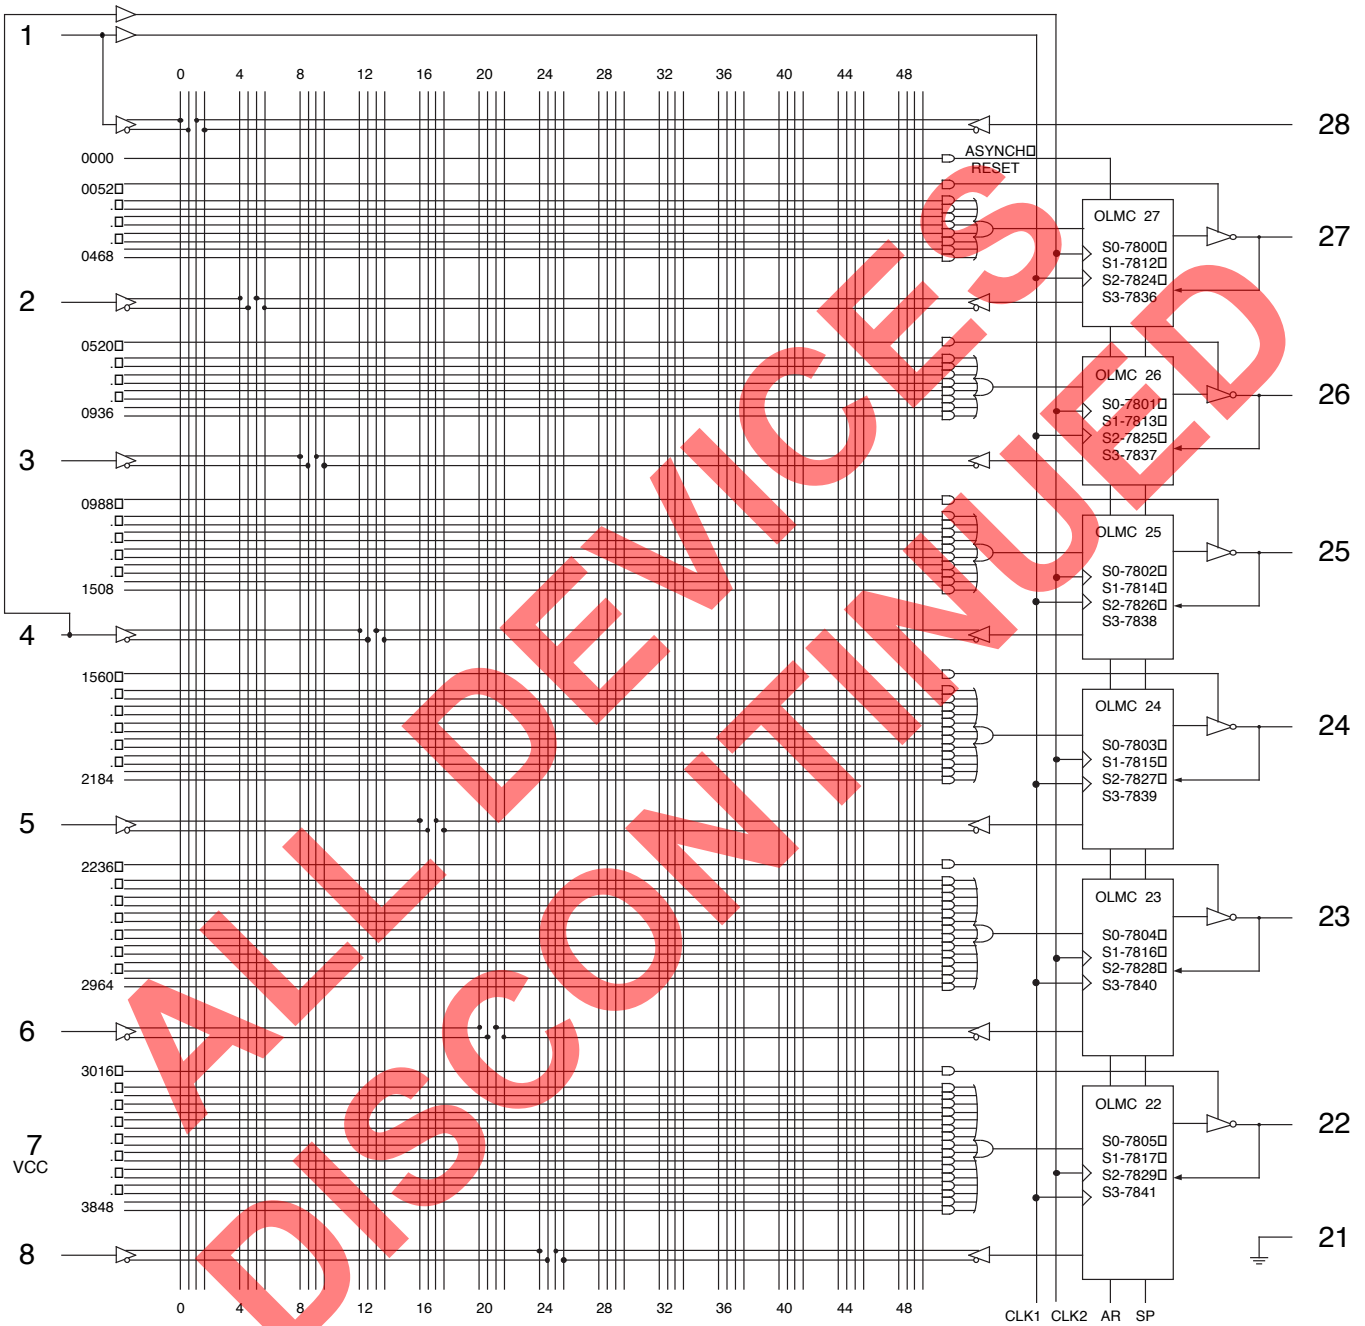 1
0 4 8 12 16 20 24 28 32 36 40 44 48
28
0000
ASYNCH
RESET
0052
0468
OLMC 27
S0-7800
S1-7812
S2-7824
S3-7836
27
2
0520
0936
OLMC 26
S0-7801
S1-7813
S2-7825
S3-7837
26
3
0988
1508
OLMC 25
S0-7802
S1-7814
S2-7826
S3-7838
25
4
1560
2184
OLMC 24
S0-7803
S1-7815
S2-7827
S3-7839
24
5
2236
2964
OLMC 23
S0-7804
S1-7816
S2-7828
S3-7840
23
6
3016
3848
OLMC 22
S0-7805
S1-7817
S2-7829
S3-7841
22
7
VCC
8
21
0 4 8 12 16 20 24 28 32 36 40 44 48
CLK1 CLK2 AR SP
ALL DEVICES
DISCONTINUED